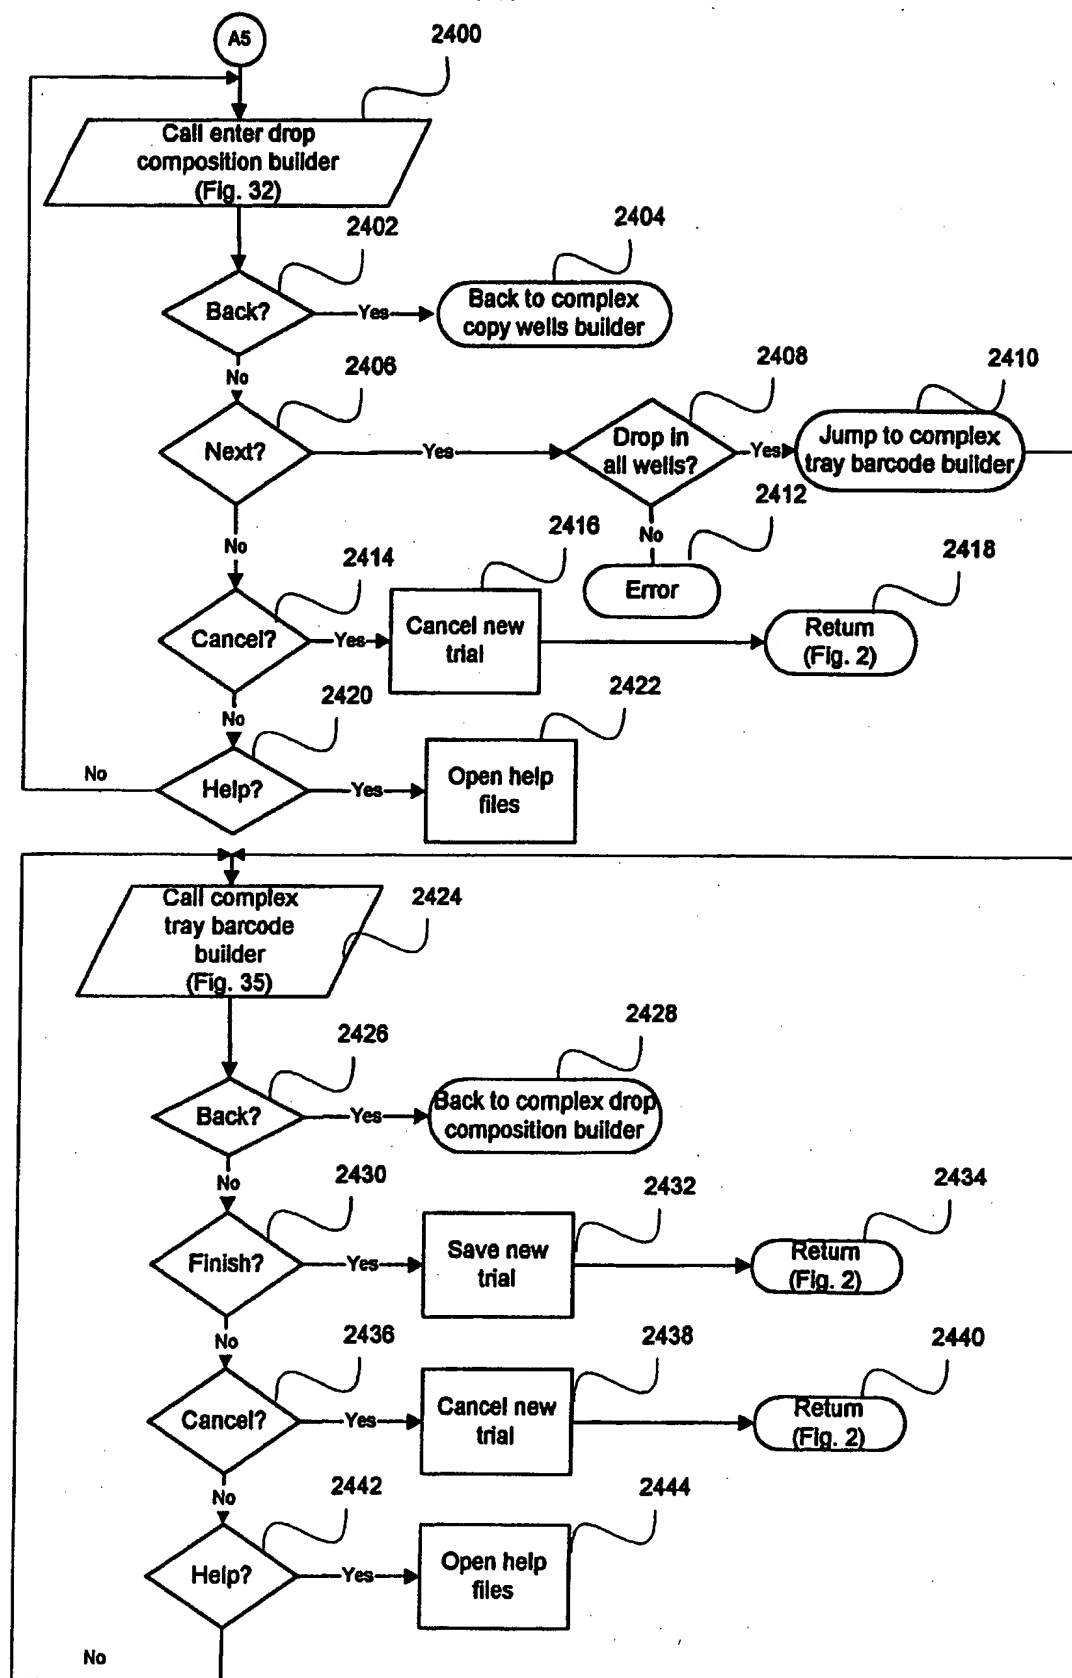 A5
2400
Call enter drop
composition builder
(Fig. 32)
2402
2404
Back?
Yes
Back to complex
copy wells builder
No
2406
2408
2410
Next?
Yes
Drop in
all wells?
Yes
Jump to complex
tray barcode builder
No
2412
No
2414
2416
Error
2418
Cancel?
Yes
Cancel new
trial
Return
(Fig. 2)
No
2420
2422
No
Help?
Yes
Open help
files
Call complex
tray barcode
builder
(Fig. 35)
2424
2426
2428
Back?
Yes
Back to complex drop
composition builder
No
2430
2432
2434
Finish?
Yes
Save new
trial
Return
(Fig. 2)
No
2436
2438
2440
Cancel?
Yes
Cancel new
trial
Return
(Fig. 2)
No
2442
2444
Help?
Yes
Open help
files
No